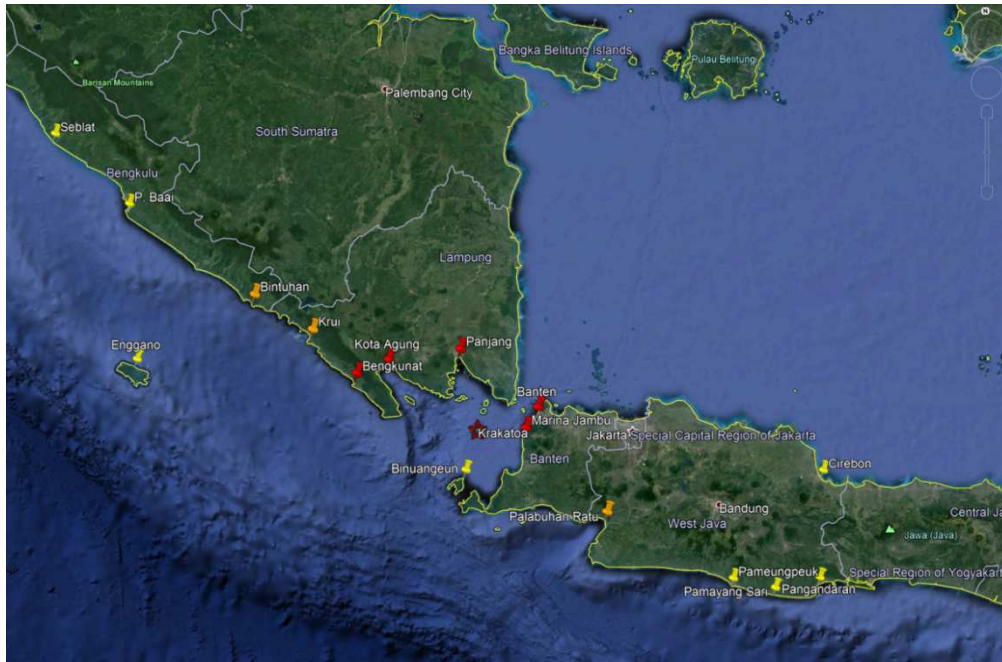 N
Bangka Belitung Islands
Pulau Belitung
Barisan Mountains
Palembang City
Seblat
South Sumatra
Bengkulu
P. Baai
Lampung
Bintuhan
Krui
Enggano
Kota Agung
Panjang
Bengkunat
Banten
Marina Jambu
Krakatoa
Jakarta
Special Capital Region of Jakarta
Banten
Binuangeun
Cirebon
Palabuhan Ratu
Bandung
West Java
Central Ja
Jawa (Java)
Pameungpeuk
Special Region of Yogyakart
Pamayang Sari
Pangandaran